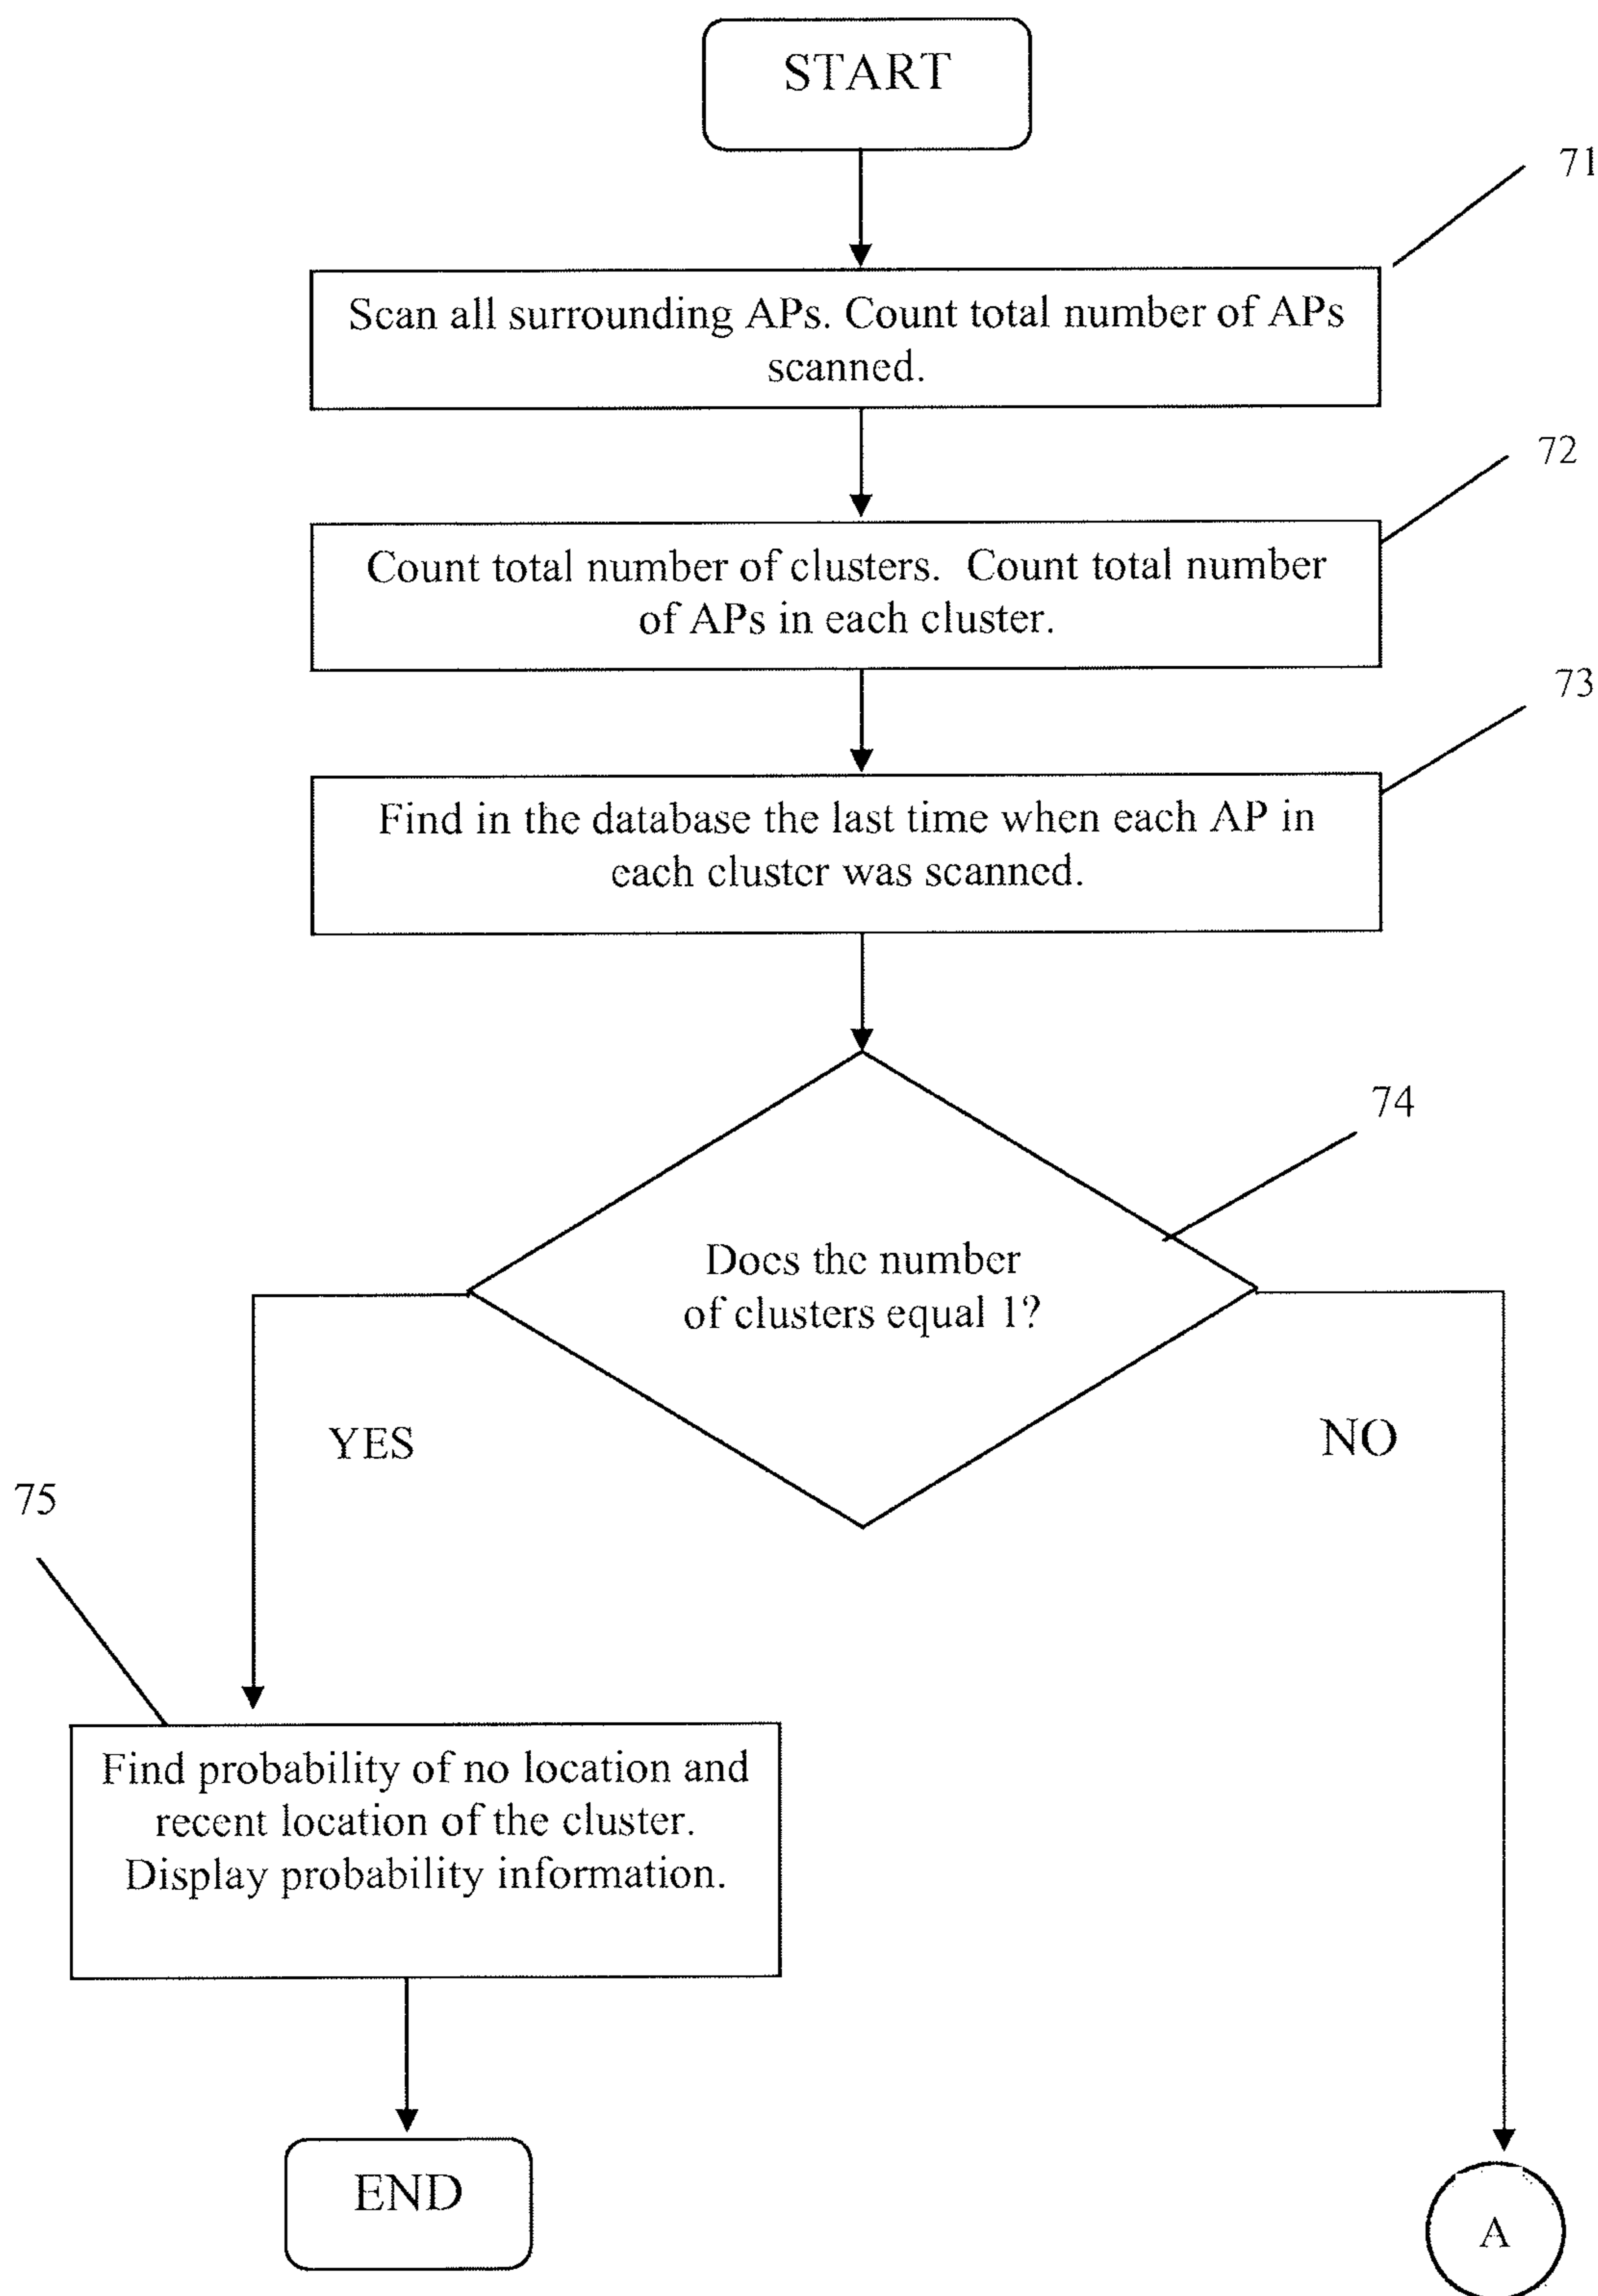 START
71
Scan all surrounding APs. Count total number of APs
scanned.
72
Count total number of clusters. Count total number
of APs in each cluster.
73
Find in the database the last time when each AP in
each cluster was scanned.
74
Does the number
of clusters equal 1?
YES
NO
75
Find probability of no location and
recent location of the cluster.
Display probability information.
END
A